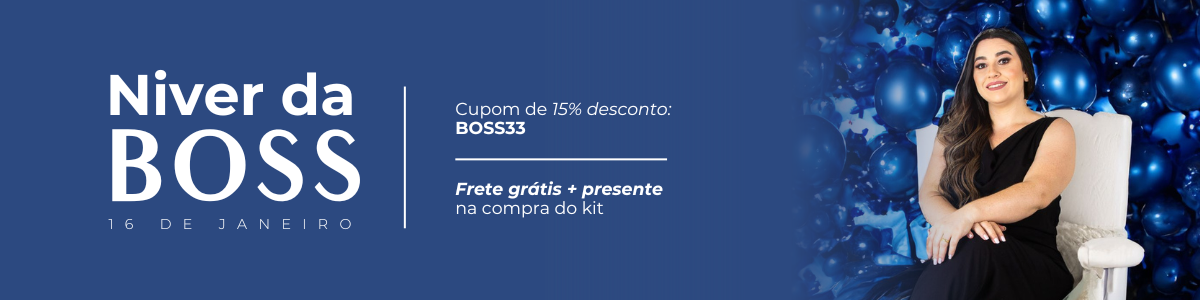 Niver da
BOSS
16 DE JANEIRO
Cupom de 15% desconto:
BOSS33
Frete grátis + presente
na compra do kit